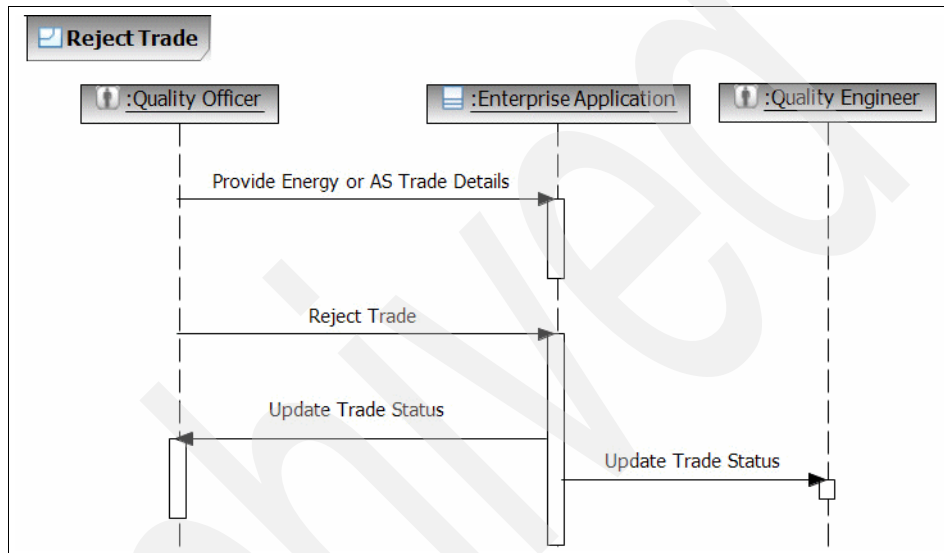 Reject Trade
:Quality Officer
:Enterprise Application
:Quality Engineer
Provide Energy or AS Trade Details
Reject Trade
Update Trade Status
Update Trade Status